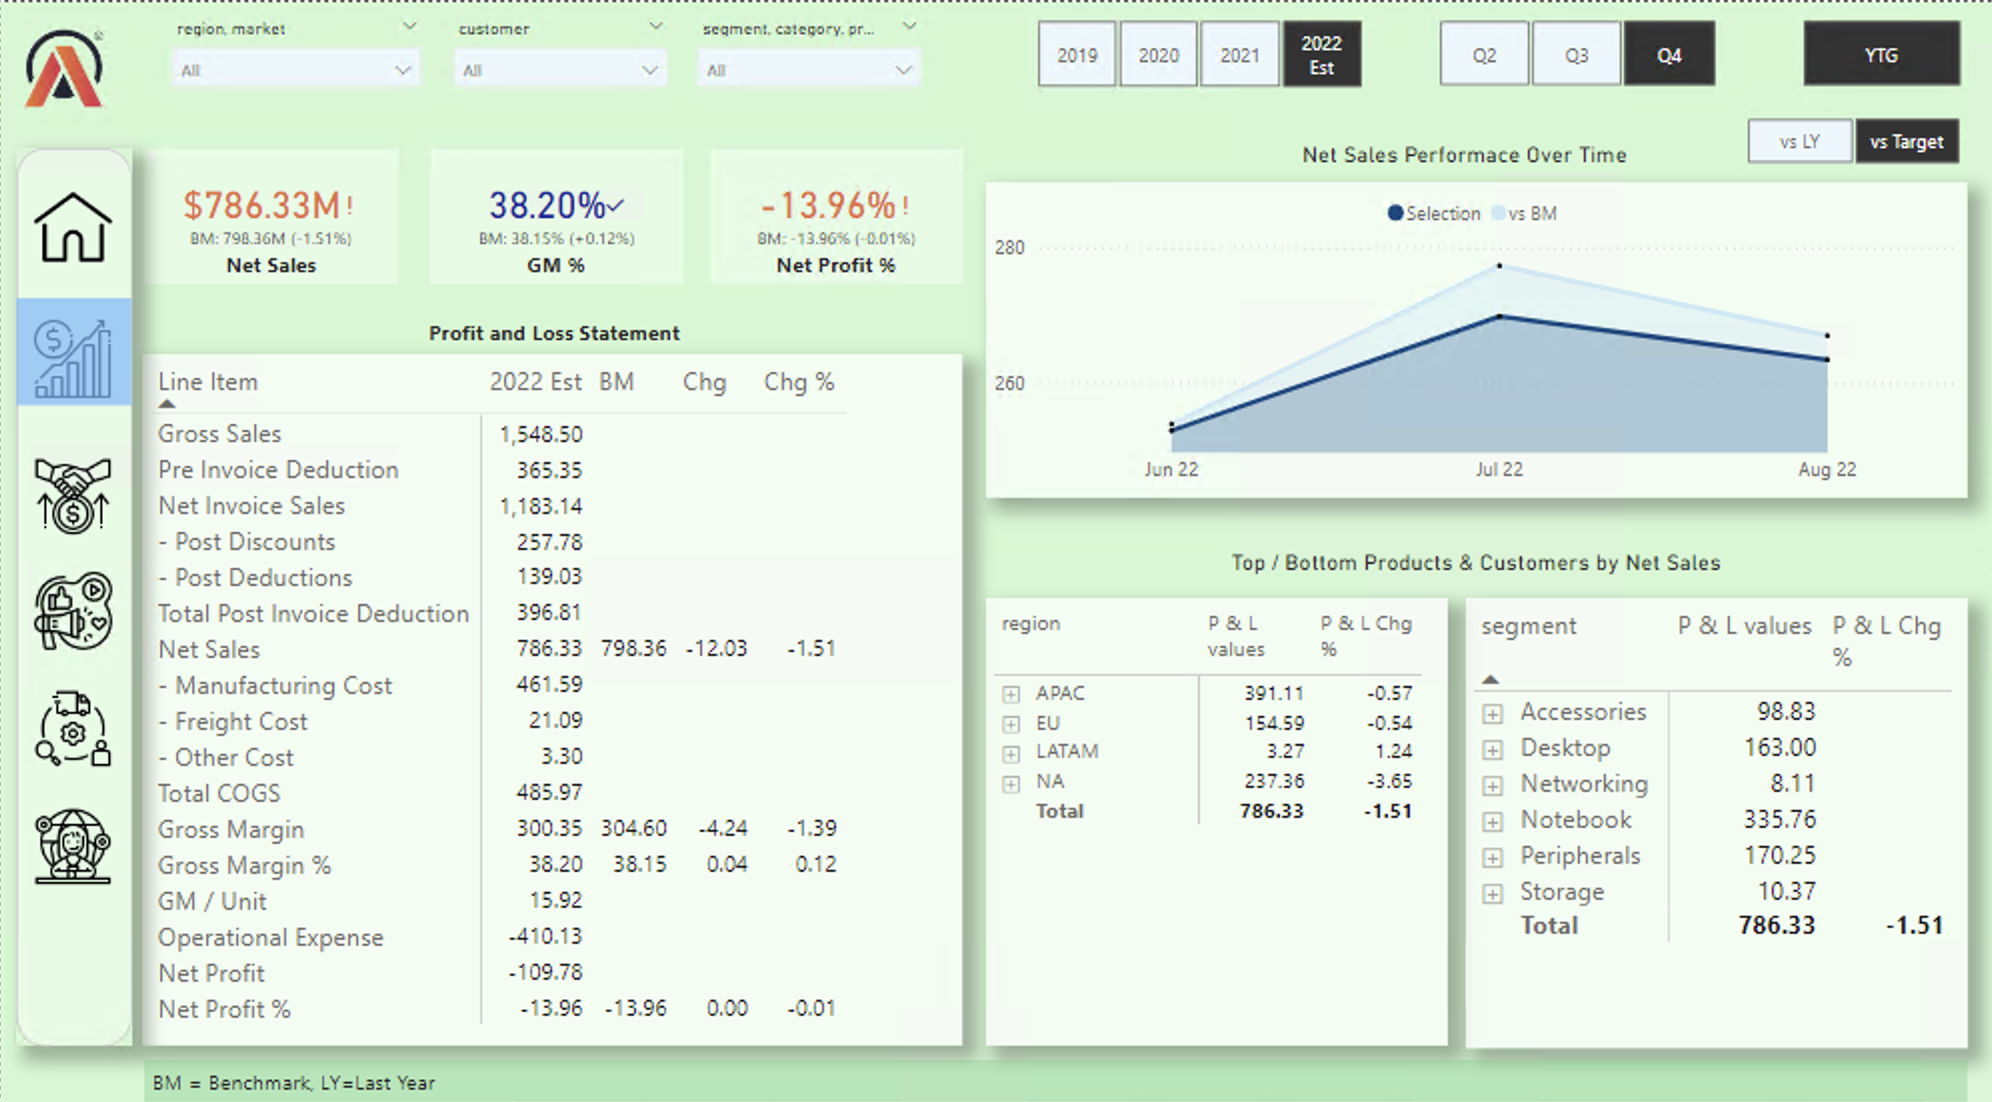 region, market
customer
segment, category, pr...
All
All
All
2019
2020
2021
2022
Est
Q2
Q3
Q4
YTG
vs LY
vs Target
$786.33M!
BM: 798.36M (-1.51%)
Net Sales
38.20%✓
BM: 38.15% (+0.12%)
GM %
-13.96%!
BM: -13.96% (-0.01%)
Net Profit %
Net Sales Performace Over Time
Selection vs BM
280
260
Jun 22 Jul 22 Aug 22
Profit and Loss Statement
Line Item 2022 Est BM Chg Chg %
Gross Sales 1,548.50
Pre Invoice Deduction 365.35
Net Invoice Sales 1,183.14
- Post Discounts 257.78
- Post Deductions 139.03
Total Post Invoice Deduction 396.81
Net Sales 786.33 798.36 -12.03 -1.51
- Manufacturing Cost 461.59
- Freight Cost 21.09
- Other Cost 3.30
Total COGS 485.97
Gross Margin 300.35 304.60 -4.24 -1.39
Gross Margin % 38.20 38.15 0.04 0.12
GM / Unit 15.92
Operational Expense -410.13
Net Profit -109.78
Net Profit % -13.96 -13.96 0.00 -0.01
Top / Bottom Products & Customers by Net Sales
region P & L values P & L Chg %
APAC 391.11 -0.57
EU 154.59 -0.54
LATAM 3.27 1.24
NA 237.36 -3.65
Total 786.33 -1.51
segment P & L values P & L Chg %
Accessories 98.83
Desktop 163.00
Networking 8.11
Notebook 335.76
Peripherals 170.25
Storage 10.37
Total 786.33 -1.51
BM = Benchmark, LY=Last Year